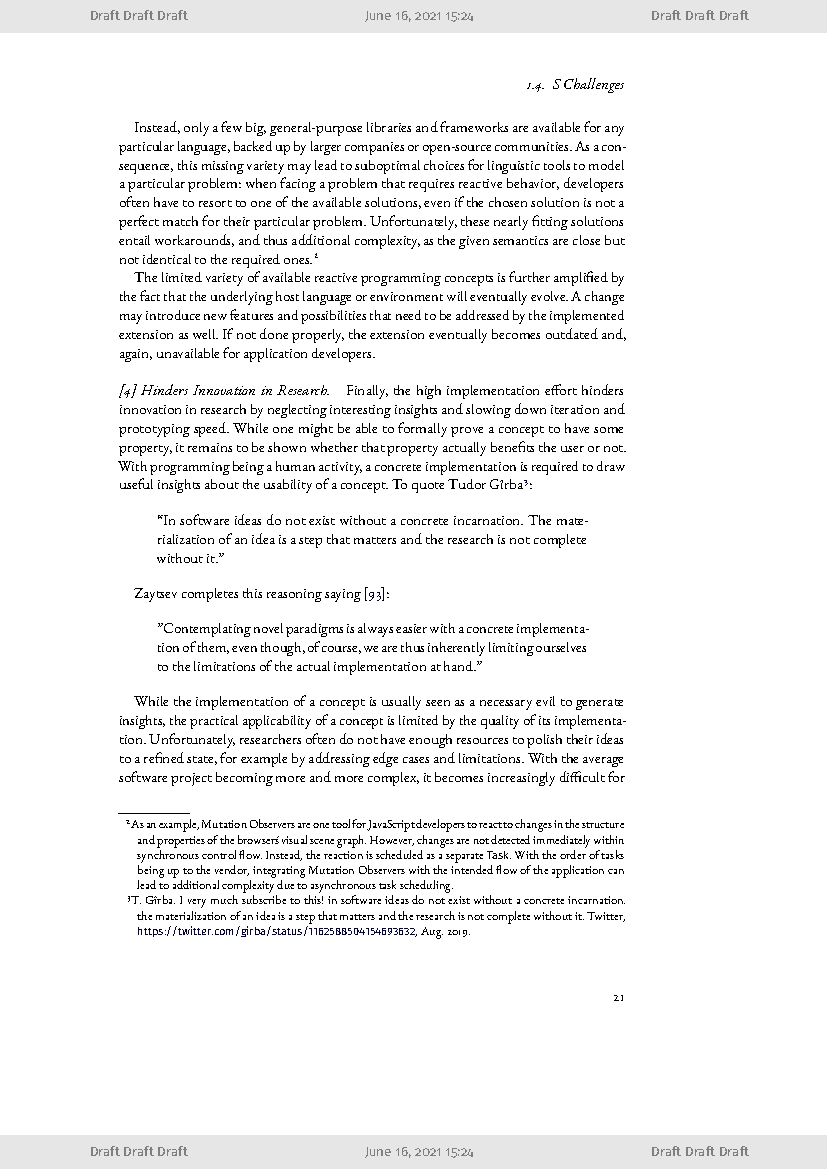 Draft Draft Draft June 16, 2021 15:24 Draft Draft Draft
1.4. S Challenges
Instead, only a few big, general-purpose libraries and frameworks are available for any
particular language, backed up by larger companies or open-source communities. As a con-
sequence, this missing variety may lead to suboptimal choices for linguistic tools to model
a particular problem: when facing a problem that requires reactive behavior, developers
often have to resort to one of the available solutions, even if the chosen solution is not a
perfect match for their particular problem. Unfortunately, these nearly fitting solutions
entail workarounds, and thus additional complexity, as the given semantics are close but
not identical to the required ones.²
The limited variety of available reactive programming concepts is further amplified by
the fact that the underlying host language or environment will eventually evolve. A change
may introduce new features and possibilities that need to be addressed by the implemented
extension as well. If not done properly, the extension eventually becomes outdated and,
again, unavailable for application developers.
[4] Hinders Innovation in Research. Finally, the high implementation effort hinders
innovation in research by neglecting interesting insights and slowing down iteration and
prototyping speed. While one might be able to formally prove a concept to have some
property, it remains to be shown whether that property actually benefits the user or not.
With programming being a human activity, a concrete implementation is required to draw
useful insights about the usability of a concept. To quote Tudor Gîrba³:
“In software ideas do not exist without a concrete incarnation. The mate-
rialization of an idea is a step that matters and the research is not complete
without it.”
Zaytsev completes this reasoning saying [93]:
”Contemplating novel paradigms is always easier with a concrete implementa-
tion of them, even though, of course, we are thus inherently limiting ourselves
to the limitations of the actual implementation at hand.”
While the implementation of a concept is usually seen as a necessary evil to generate
insights, the practical applicability of a concept is limited by the quality of its implementa-
tion. Unfortunately, researchers often do not have enough resources to polish their ideas
to a refined state, for example by addressing edge cases and limitations. With the average
software project becoming more and more complex, it becomes increasingly difficult for
²As an example, Mutation Observers are one tool for JavaScript developers to react to changes in the structure
and properties of the browsers' visual scene graph. However, changes are not detected immediately within
synchronous control flow. Instead, the reaction is scheduled as a separate Task. With the order of tasks
being up to the vendor, integrating Mutation Observers with the intended flow of the application can
lead to additional complexity due to asynchronous task scheduling.
³T. Gîrba. I very much subscribe to this! in software ideas do not exist without a concrete incarnation.
the materialization of an idea is a step that matters and the research is not complete without it. Twitter,
https://twitter.com/girba/status/1162588504154693632, Aug. 2019.
21
Draft Draft Draft June 16, 2021 15:24 Draft Draft Draft